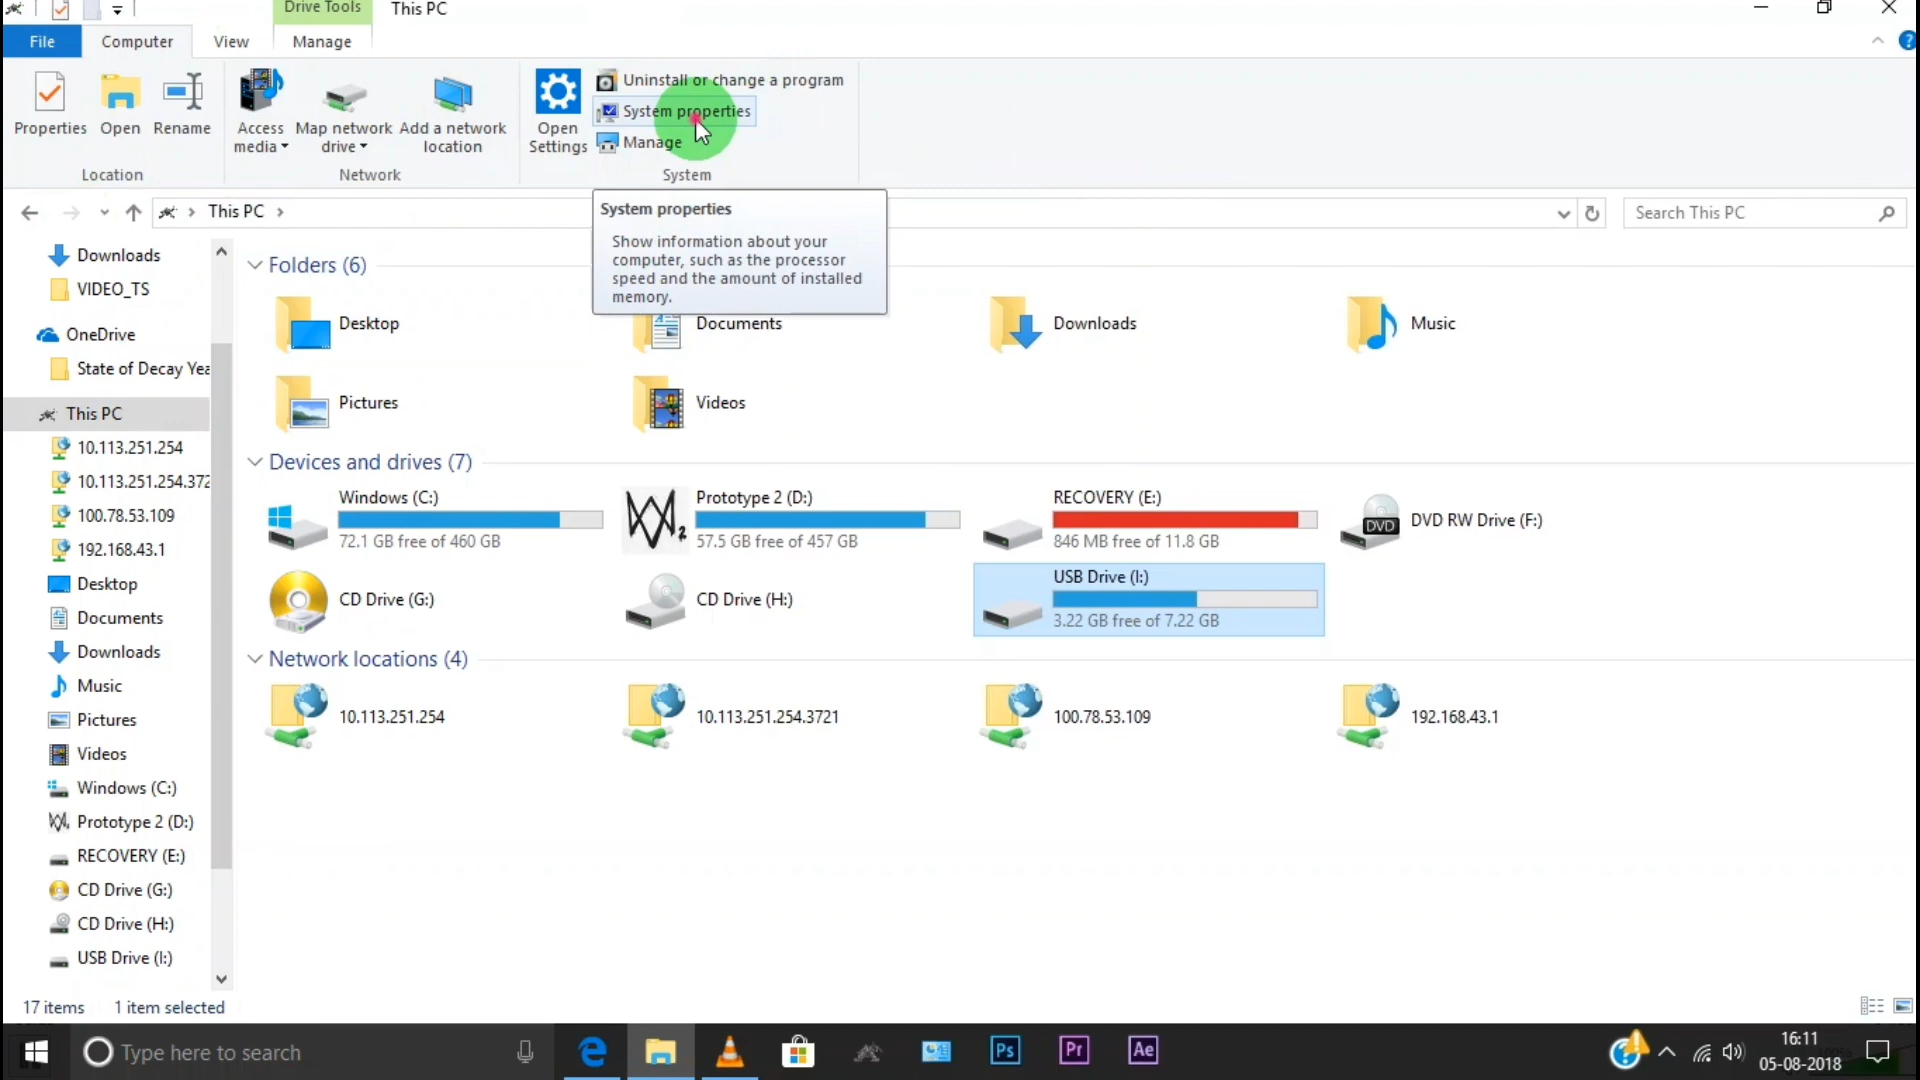 Drive Tools
This PC
File
Computer
View
Manage
Properties
Open
Rename
Access
media
Map network
drive
Add a network
location
Open
Settings
Uninstall or change a program
System properties
Manage
Location
Network
System
This PC
Search This PC
System properties
Show information about your
computer, such as the processor
speed and the amount of installed
memory.
Downloads
VIDEO_TS
OneDrive
State of Decay Yea
This PC
10.113.251.254
10.113.251.254.372
100.78.53.109
192.168.43.1
Desktop
Documents
Downloads
Music
Pictures
Videos
Windows (C:)
Prototype 2 (D:)
RECOVERY (E:)
CD Drive (G:)
CD Drive (H:)
USB Drive (I:)
Folders (6)
Desktop
Documents
Downloads
Music
Pictures
Videos
Devices and drives (7)
Windows (C:)
72.1 GB free of 460 GB
2
Prototype 2 (D:)
57.5 GB free of 457 GB
RECOVERY (E:)
846 MB free of 11.8 GB
DVD
DVD RW Drive (F:)
CD Drive (G:)
CD Drive (H:)
USB Drive (I:)
3.22 GB free of 7.22 GB
Network locations (4)
10.113.251.254
10.113.251.254.3721
100.78.53.109
192.168.43.1
17 items
1 item selected
Type here to search
Ps
Pr
Ae
16:11
05-08-2018